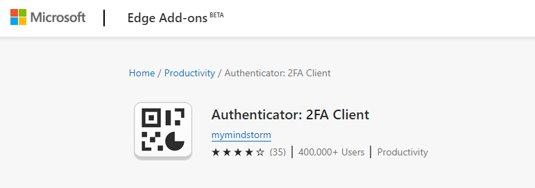 Microsoft | Edge Add-ons BETA
Home / Productivity / Authenticator: 2FA Client
Authenticator: 2FA Client
mymindstorm
★★★★☆ (35) | 400,000+ Users | Productivity